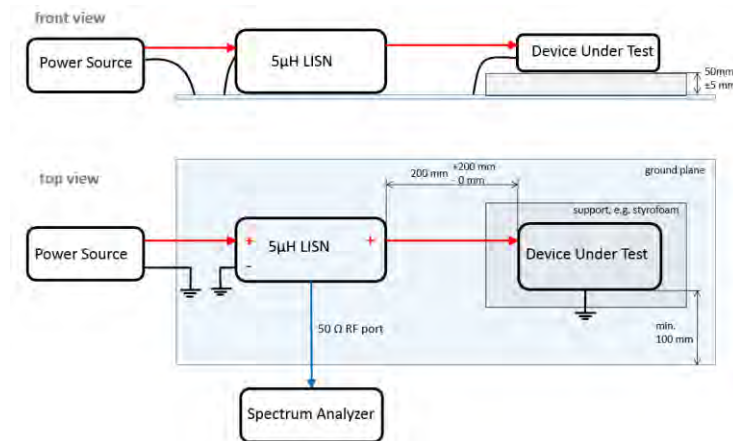 front view
Power Source
5µH LISN
Device Under Test
50mm
±5 mm
top view
200 mm +200 mm
- 0 mm
ground plane
support, e.g. styrofoam
Power Source
+ 5µH LISN +
-
Device Under Test
50 Ω RF port
min.
100 mm
Spectrum Analyzer